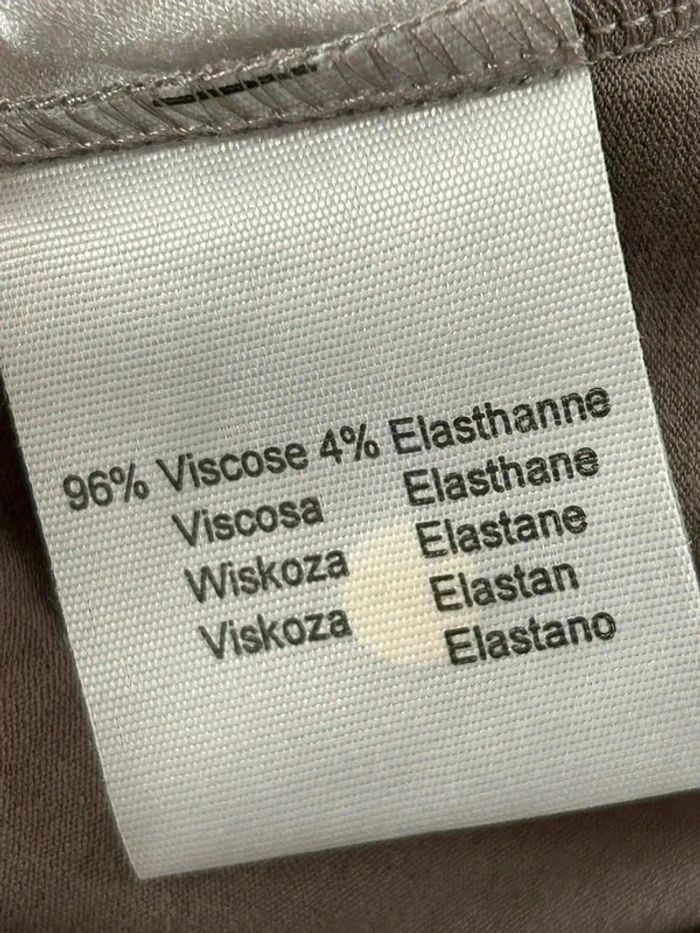 96% Viscose 4% Elasthanne
Viscosa Elasthane
Wiskoza Elastane
Viskoza Elastan
Elastano